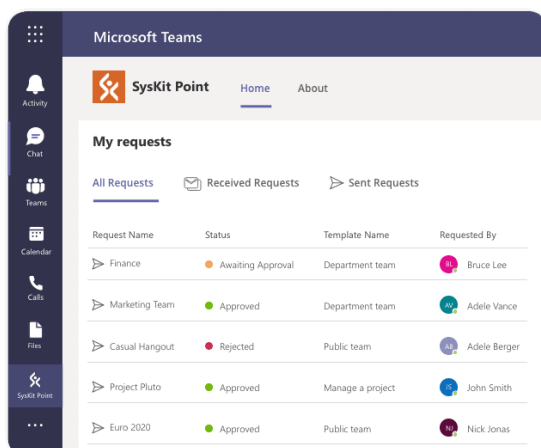 Microsoft Teams
Activity
Chat
Teams
Calendar
Calls
Files
SysKit Point
SysKit Point Home About
My requests
All Requests Received Requests Sent Requests
Request Name Status Template Name Requested By
Finance Awaiting Approval Department team BL Bruce Lee
Marketing Team Approved Department team AV Adele Vance
Casual Hangout Rejected Public team AB Adele Berger
Project Pluto Approved Manage a project JS John Smith
Euro 2020 Approved Public team NJ Nick Jonas